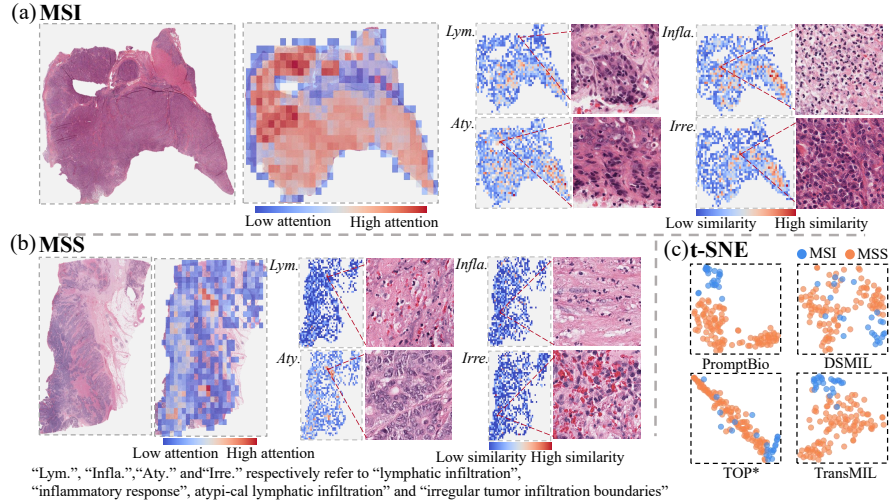 (a) MSI
Lym.
Infla.
Aty.
Irre.
Low attention High attention
Low similarity High similarity
(b) MSS
Lym.
Infla.
Aty.
Irre.
Low attention High attention
Low similarity High similarity
(c) t-SNE
MSI MSS
PromptBio DSMIL
TOP* TransMIL
“Lym.”, “Infla.”,“Aty.” and“Irre.” respectively refer to “lymphatic infiltration”,
“inflammatory response”, atypi-cal lymphatic infiltration” and “irregular tumor infiltration boundaries”